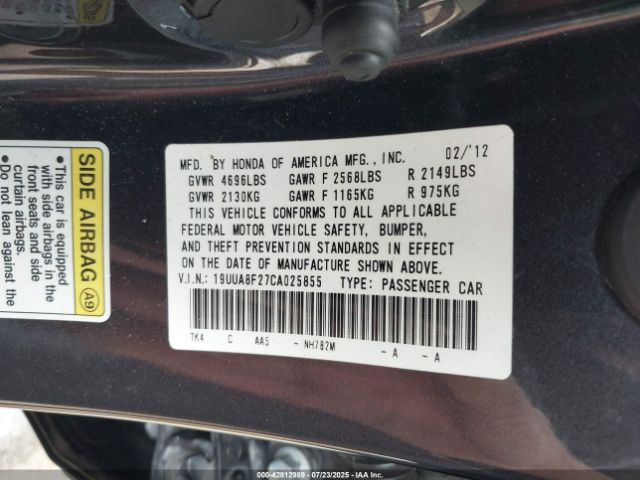 MFD. BY HONDA OF AMERICA MFG., INC. 02/'12
GVWR 4696LBS GAWR F 2568LBS R 2149LBS
GVWR 2130KG GAWR F 1165KG R 975KG
THIS VEHICLE CONFORMS TO ALL APPLICABLE
FEDERAL MOTOR VEHICLE SAFETY, BUMPER,
AND THEFT PREVENTION STANDARDS IN EFFECT
ON THE DATE OF MANUFACTURE SHOWN ABOVE.
V.I.N.: 19UUA8F27CA025855 TYPE: PASSENGER CAR
TK4 C AA5 - NH782M - A - A
SIDE AIRBAG A9
• This car is equipped
with side airbags in the
front seats and side
curtain airbags.
• Do not lean against the
000-42812989 - 07/23/2025 - IAAI.com